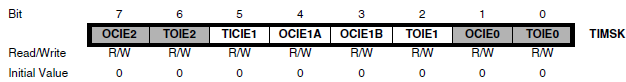 Bit 7 6 5 4 3 2 1 0
OCIE2 TOIE2 TICIE1 OCIE1A OCIE1B TOIE1 OCIE0 TOIE0 TIMSK
Read/Write R/W R/W R/W R/W R/W R/W R/W R/W
Initial Value 0 0 0 0 0 0 0 0